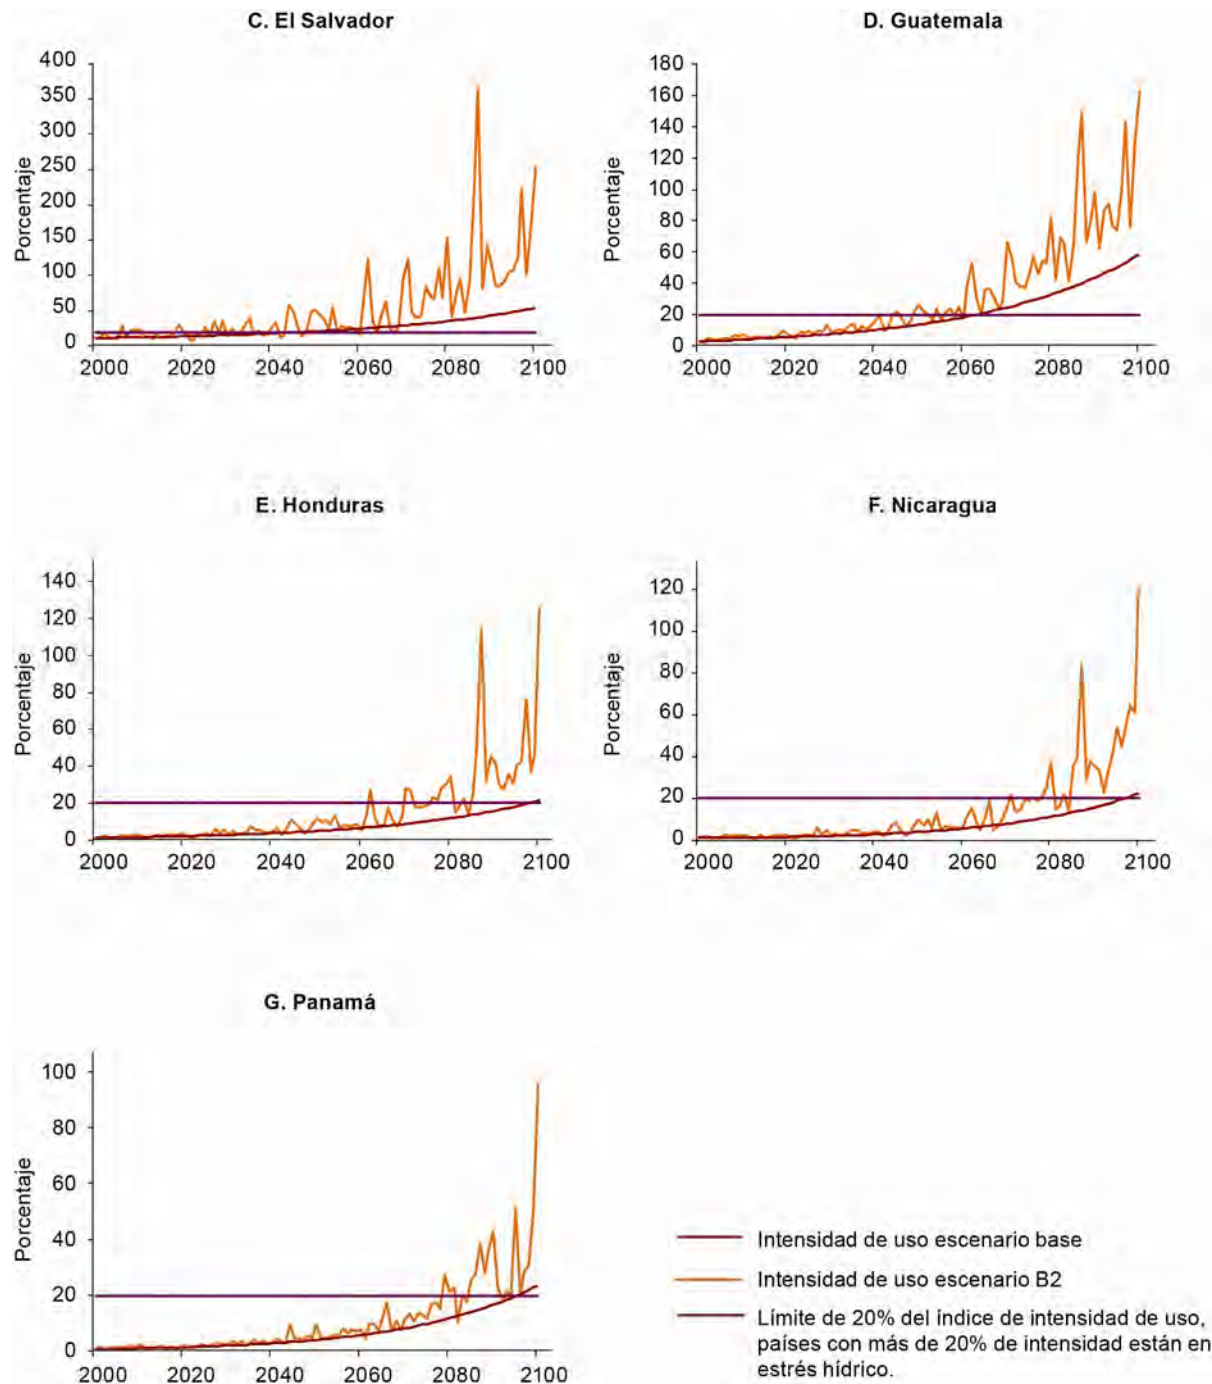 C. El Salvador
Porcentaje
400
350
300
250
200
150
100
50
0
2000 2020 2040 2060 2080 2100
D. Guatemala
Porcentaje
180
160
140
120
100
80
60
40
20
0
2000 2020 2040 2060 2080 2100
E. Honduras
Porcentaje
140
120
100
80
60
40
20
0
2000 2020 2040 2060 2080 2100
F. Nicaragua
Porcentaje
120
100
80
60
40
20
0
2000 2020 2040 2060 2080 2100
G. Panamá
Porcentaje
100
80
60
40
20
0
2000 2020 2040 2060 2080 2100
Intensidad de uso escenario base
Intensidad de uso escenario B2
Límite de 20% del índice de intensidad de uso,
países con más de 20% de intensidad están en
estrés hídrico.